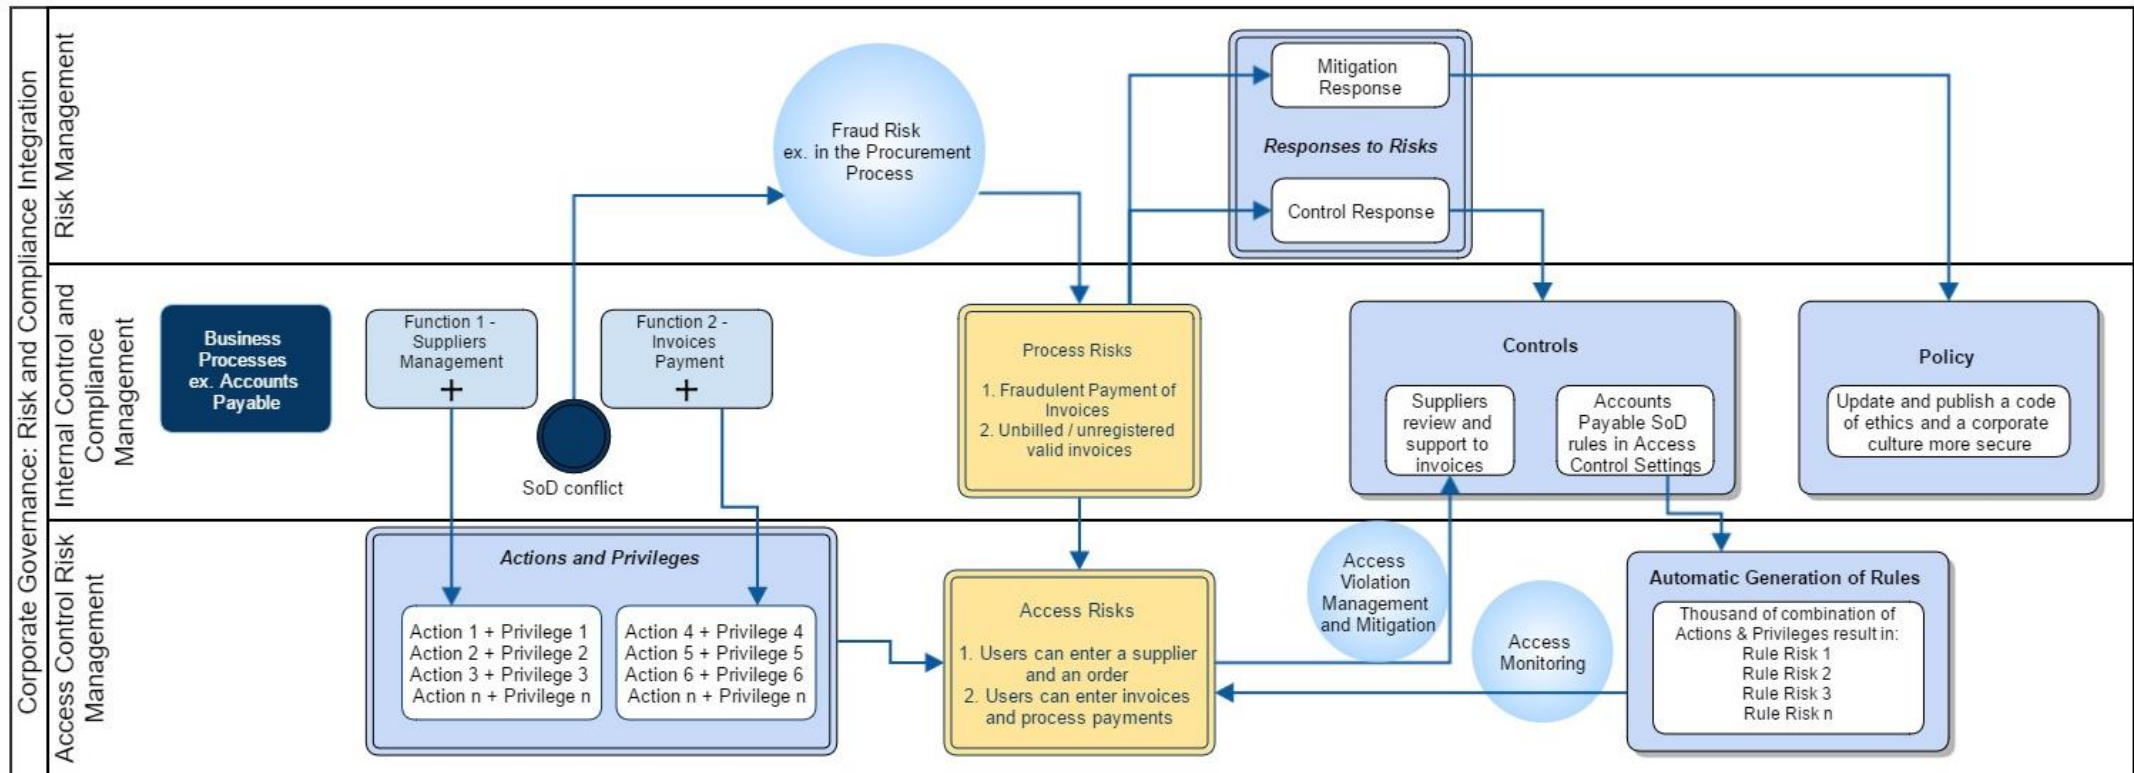 Corporate Governance: Risk and Compliance Integration
Risk Management
Fraud Risk
ex. in the Procurement
Process
Mitigation
Response
Responses to Risks
Control Response
Internal Control and
Compliance
Management
Business
Processes
ex. Accounts
Payable
Function 1 -
Suppliers
Management
+
Function 2 -
Invoices
Payment
+
SoD conflict
Process Risks
1. Fraudulent Payment of
Invoices
2. Unbilled / unregistered
valid invoices
Controls
Suppliers
review and
support to
invoices
Accounts
Payable SoD
rules in Access
Control Settings
Policy
Update and publish a code
of ethics and a corporate
culture more secure
Access Control Risk
Management
Actions and Privileges
Action 1 + Privilege 1
Action 2 + Privilege 2
Action 3 + Privilege 3
Action n + Privilege n
Action 4 + Privilege 4
Action 5 + Privilege 5
Action 6 + Privilege 6
Action n + Privilege n
Access Risks
1. Users can enter a supplier
and an order
2. Users can enter invoices
and process payments
Access
Violation
Management
and Mitigation
Access
Monitoring
Automatic Generation of Rules
Thousand of combination of
Actions & Privileges result in:
Rule Risk 1
Rule Risk 2
Rule Risk 3
Rule Risk n